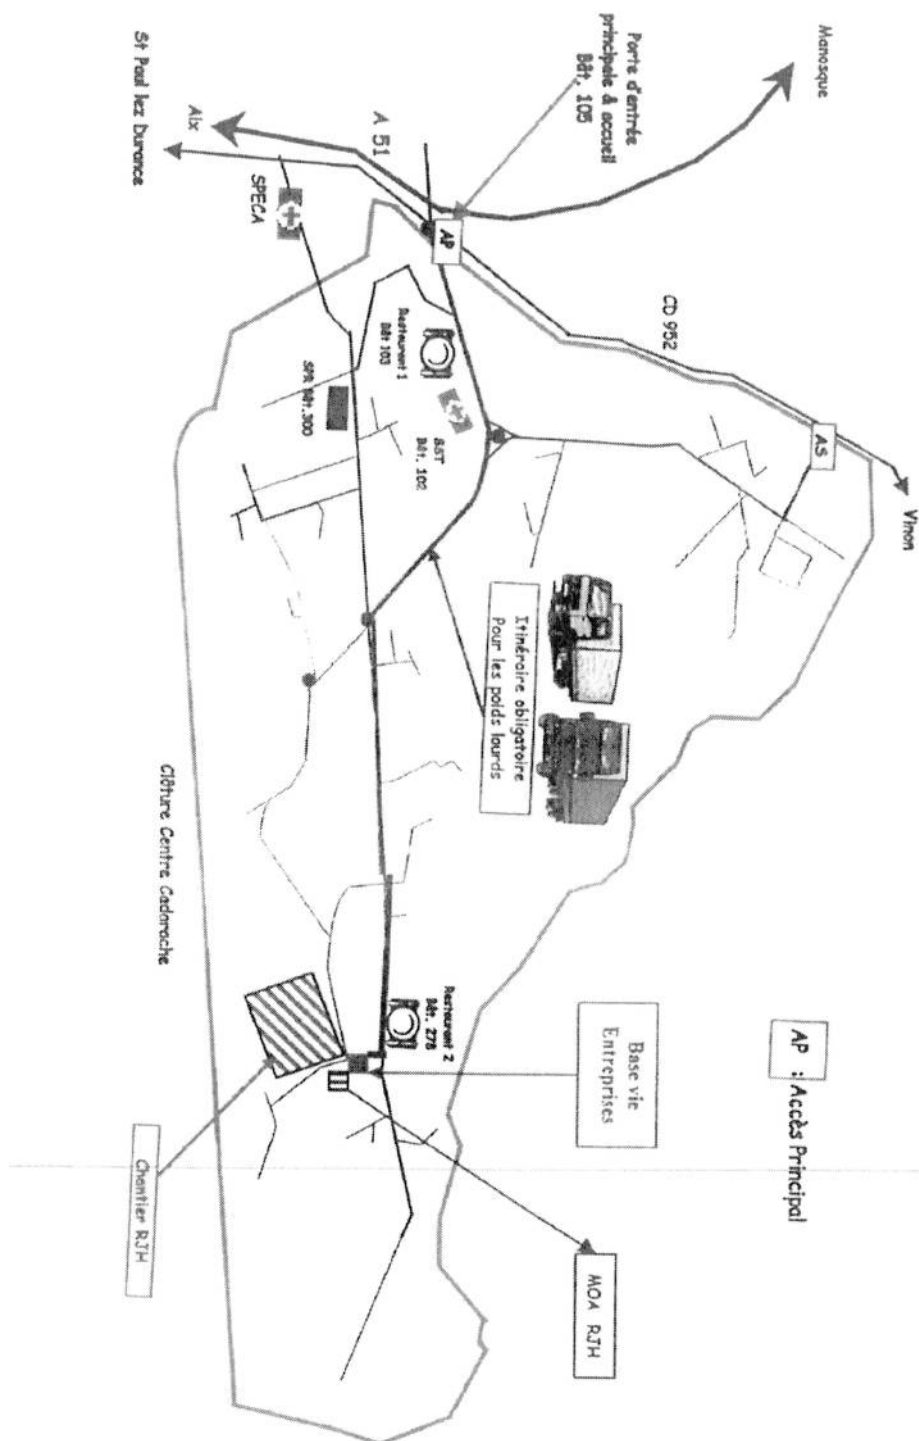 Manosque
Porte d'entrée
principale & accueil
Bât. 105
St Paul lez Durance
Aix
A 51
SPECA
AP
CD 952
AS
Vinon
Restaurant 1
Bât 103
SPR Bât.300
SST
Bât. 102
Itinéraire obligatoire
Pour les poids lourds
Clôture Centre Cadarache
Restaurant 2
Bât. 278
Base vie
Entreprises
AP : Accès Principal
Chantier RJH
MOA RJH